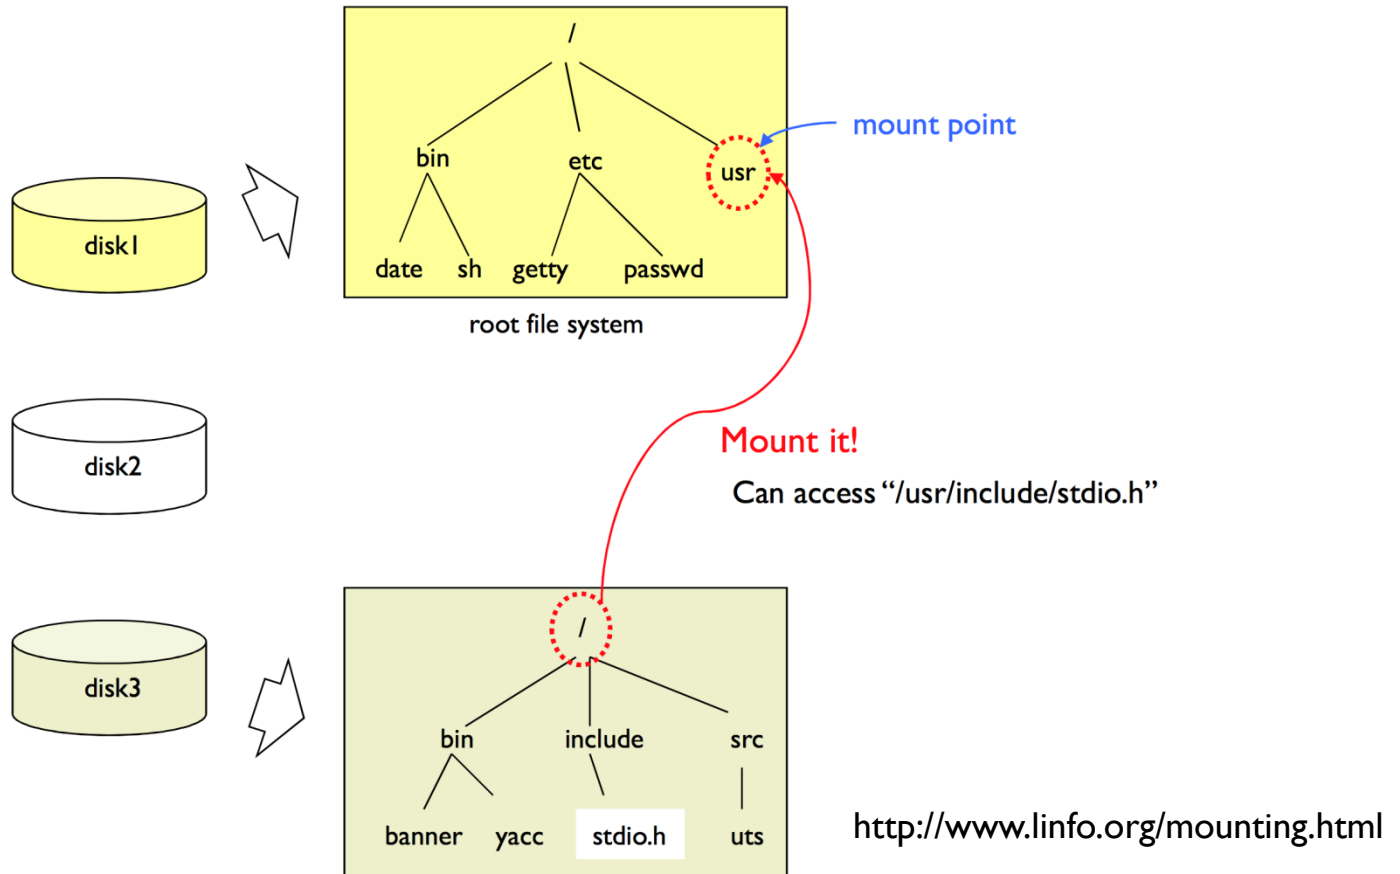 /
mount point
bin etc usr
disk1
date sh getty passwd
root file system
Mount it!
disk2
Can access “/usr/include/stdio.h”
/
disk3
bin include src
banner yacc stdio.h uts
http://www.linfo.org/mounting.html